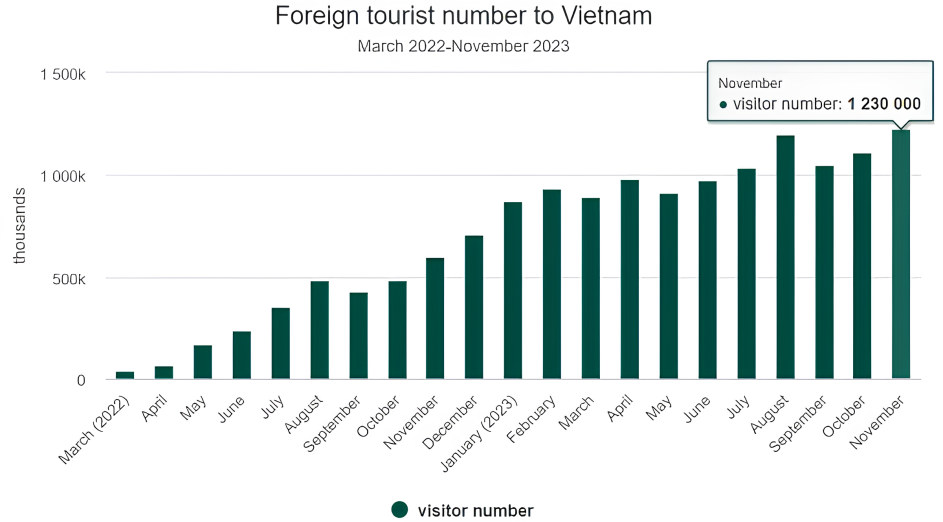 Foreign tourist number to Vietnam
March 2022-November 2023
1 500k
November
● visitor number: 1 230 000
1 000k
thousands
500k
0
March (2022)
April
May
June
July
August
September
October
November
December
January (2023)
February
March
April
May
June
July
August
September
October
November
visitor number